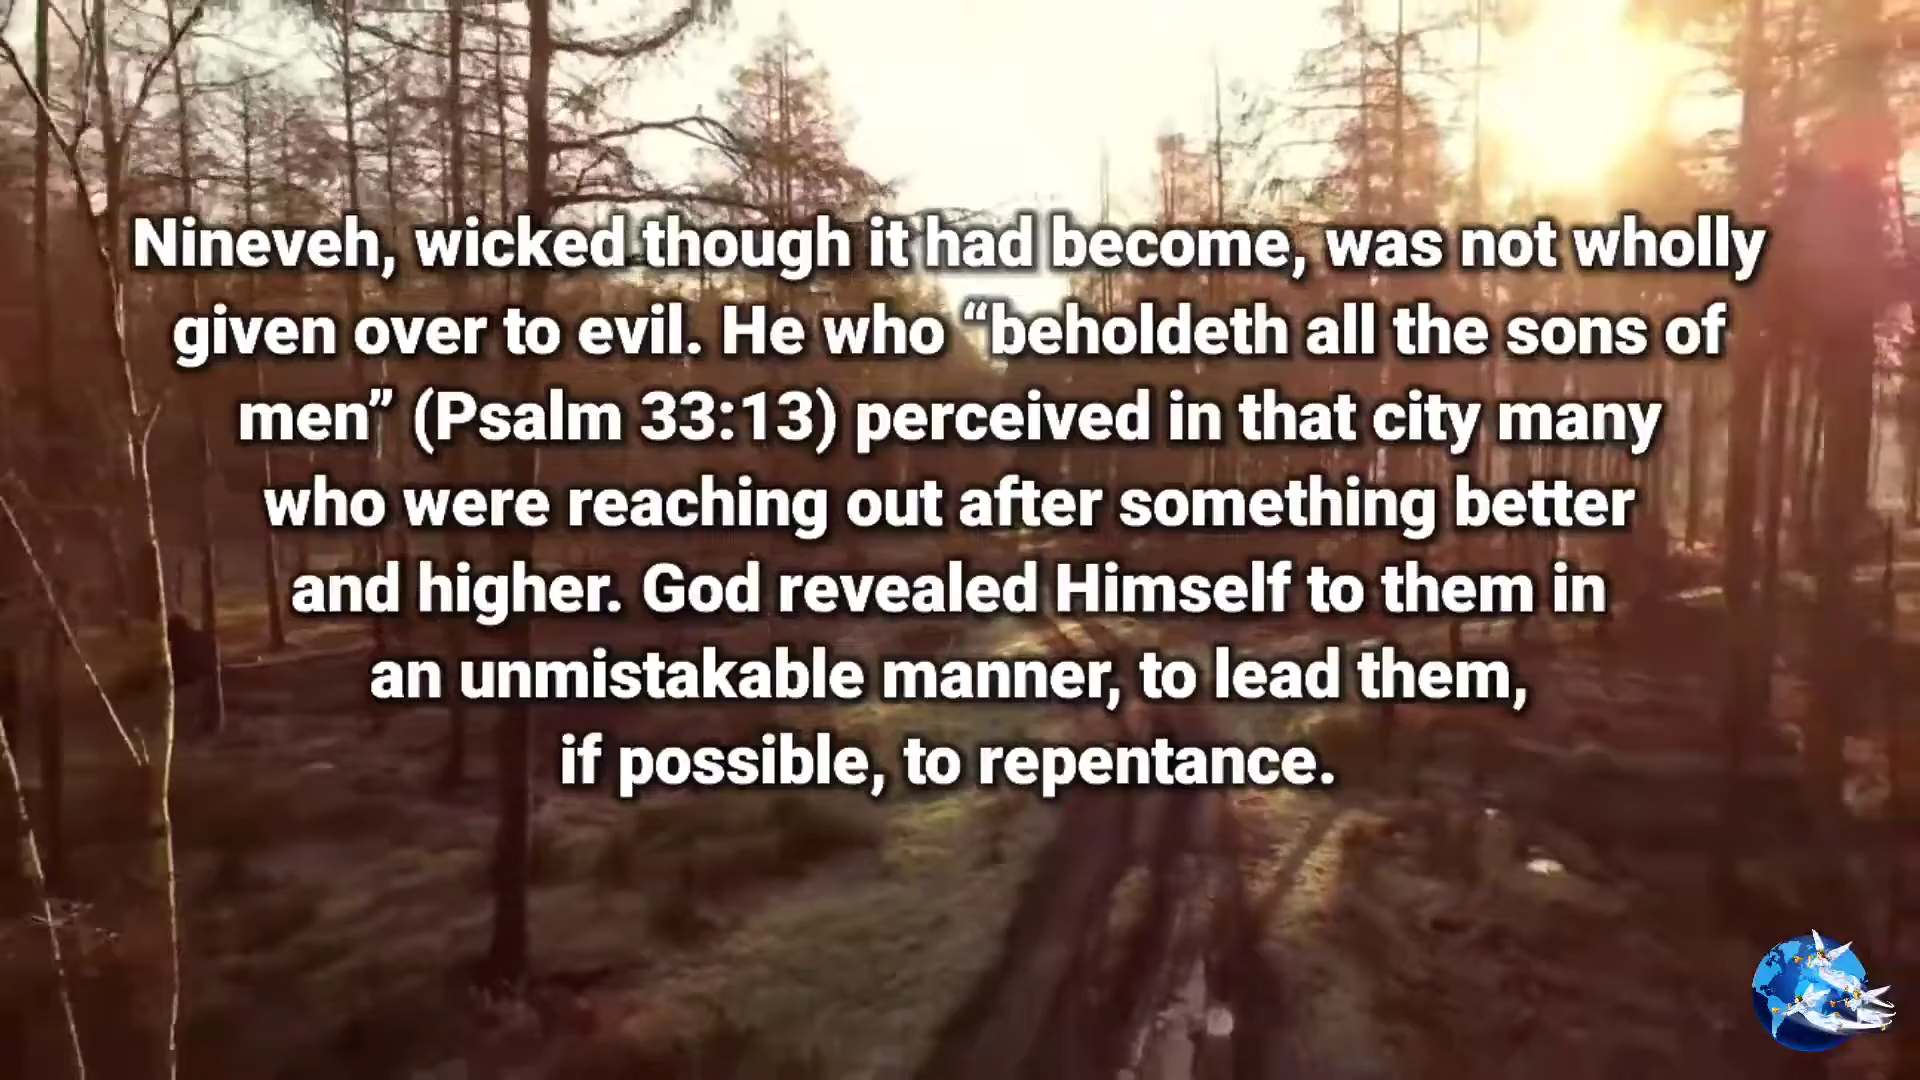 Nineveh, wicked though it had become, was not wholly
given over to evil. He who “beholdeth all the sons of
men” (Psalm 33:13) perceived in that city many
who were reaching out after something better
and higher. God revealed Himself to them in
an unmistakable manner, to lead them,
if possible, to repentance.